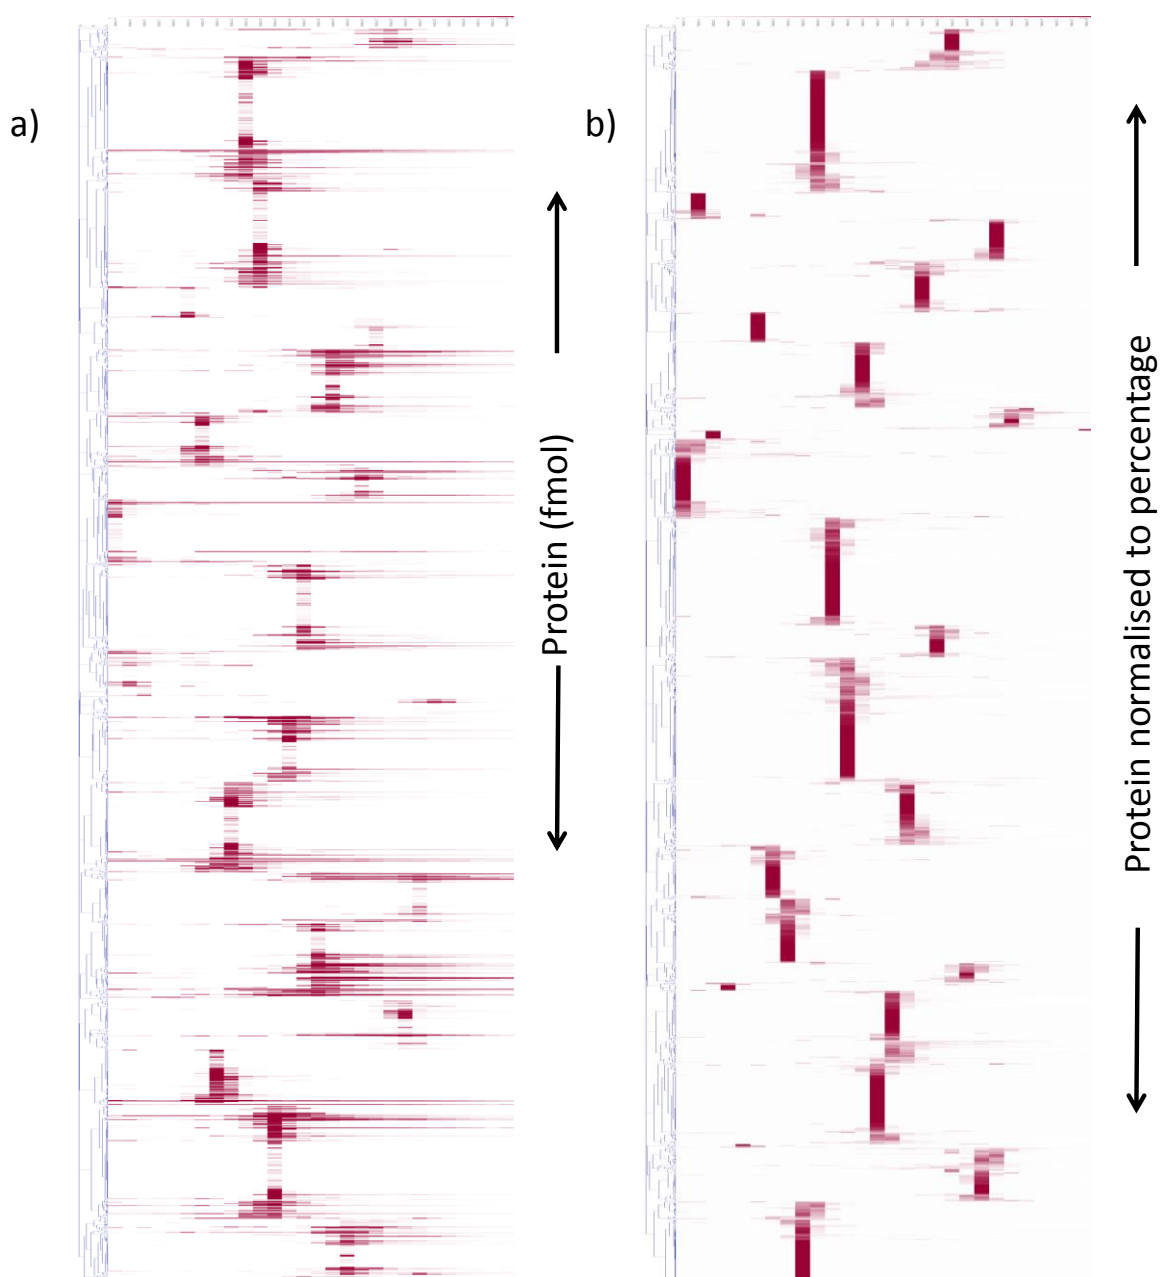 a)
b)
Protein (fmol)
Protein normalised to percentage